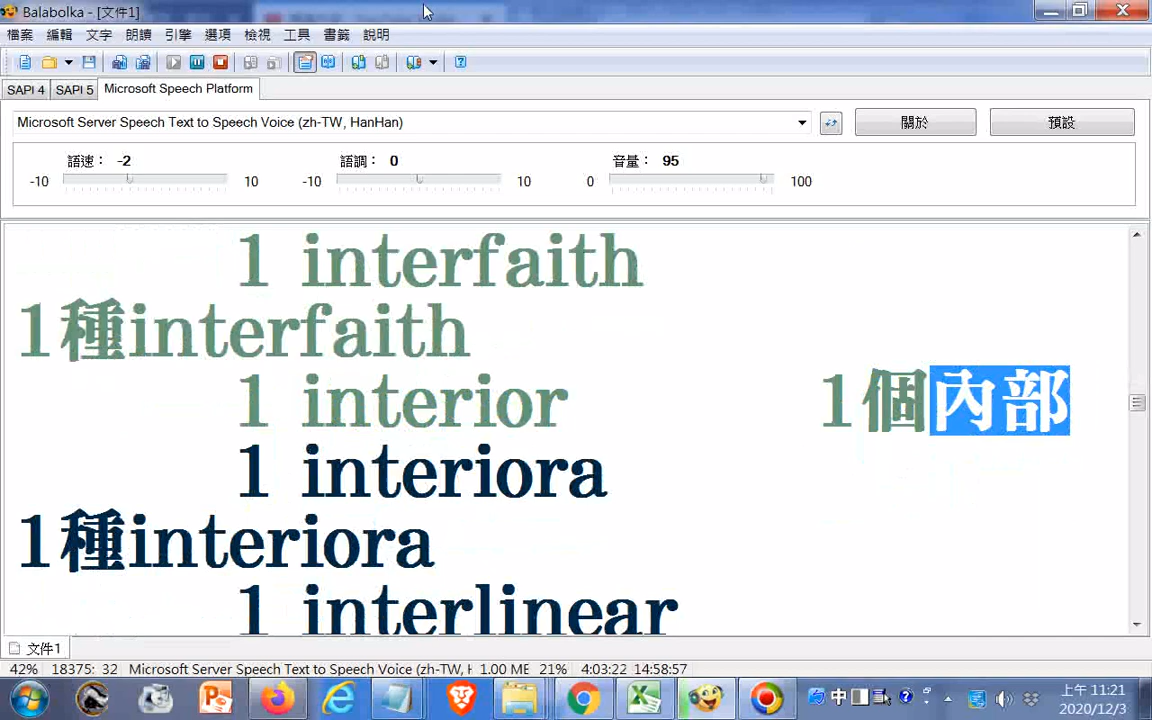 Balabolka - [文件1]
檔案 編輯 文字 朗讀 引擎 選項 檢視 工具 書籤 說明
SAPI 4 SAPI 5 Microsoft Speech Platform
Microsoft Server Speech Text to Speech Voice (zh-TW, HanHan) 關於 預設
語速： -2 語調： 0 音量： 95
-10 10 -10 10 0 100
1 interfaith
1種interfaith
1 interior 1個內部
1 interiora
1種interiora
1 interlinear
文件1
42% 18375: 32 Microsoft Server Speech Text to Speech Voice (zh-TW, 1.00 ME 21% 4:03:22 14:58:57
中 上午 11:21
2020/12/3